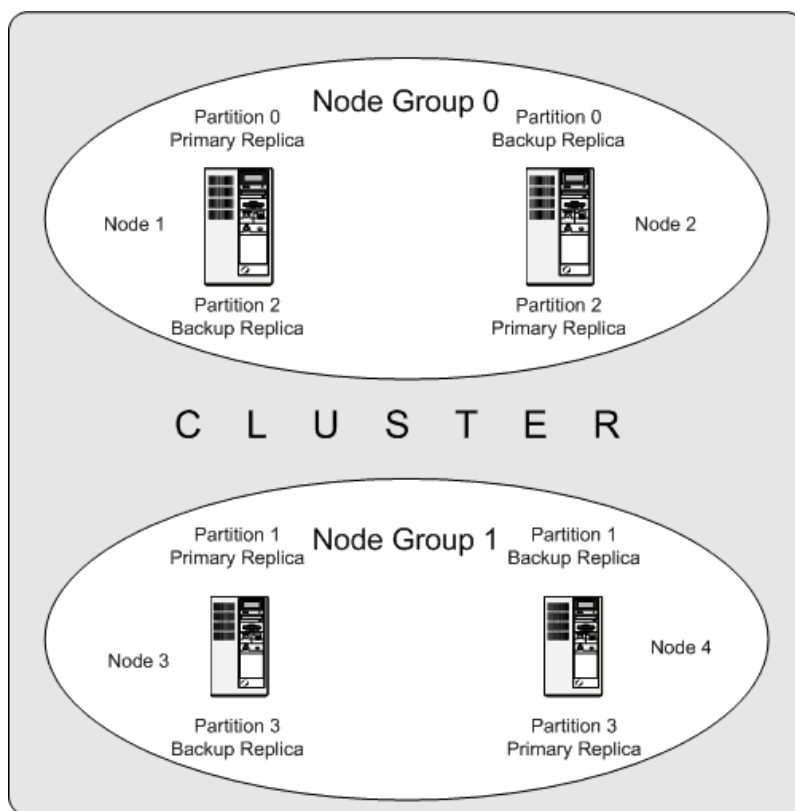 Node Group 0
Partition 0
Primary Replica
Partition 0
Backup Replica
Node 1
Node 2
Partition 2
Backup Replica
Partition 2
Primary Replica
C L U S T E R
Node Group 1
Partition 1
Primary Replica
Partition 1
Backup Replica
Node 3
Node 4
Partition 3
Backup Replica
Partition 3
Primary Replica